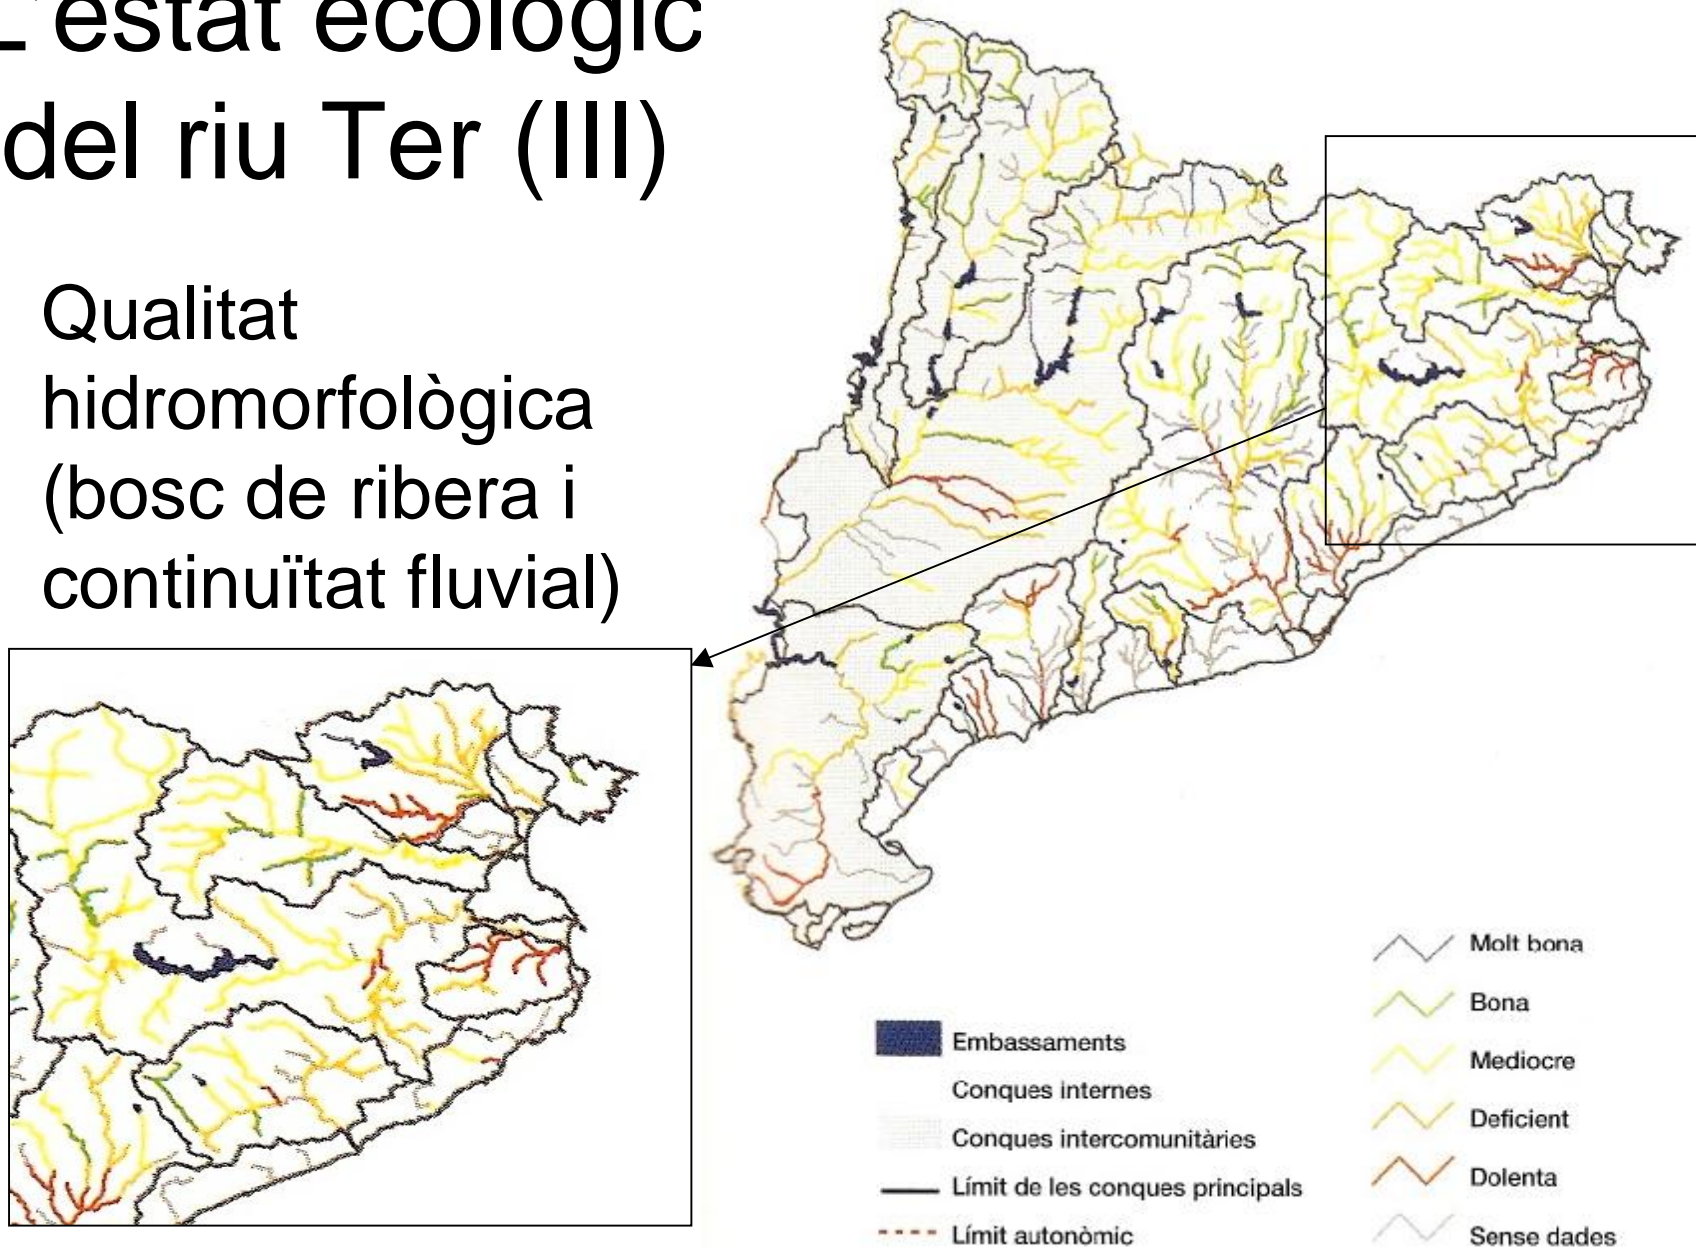 L'estat ecològic
del riu Ter (III)
Qualitat
hidromorfològica
(bosc de ribera i
continuïtat fluvial)
Embassaments
Conques internes
Conques intercomunitàries
Límit de les conques principals
Límit autonòmic
Molt bona
Bona
Mediocre
Deficient
Dolenta
Sense dades